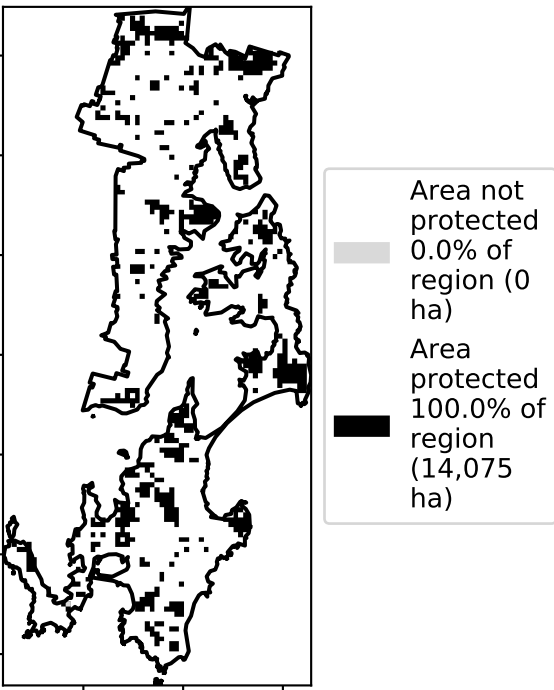 Area not
protected
0.0% of
region (0
ha)
Area
protected
100.0% of
region
(14,075
ha)